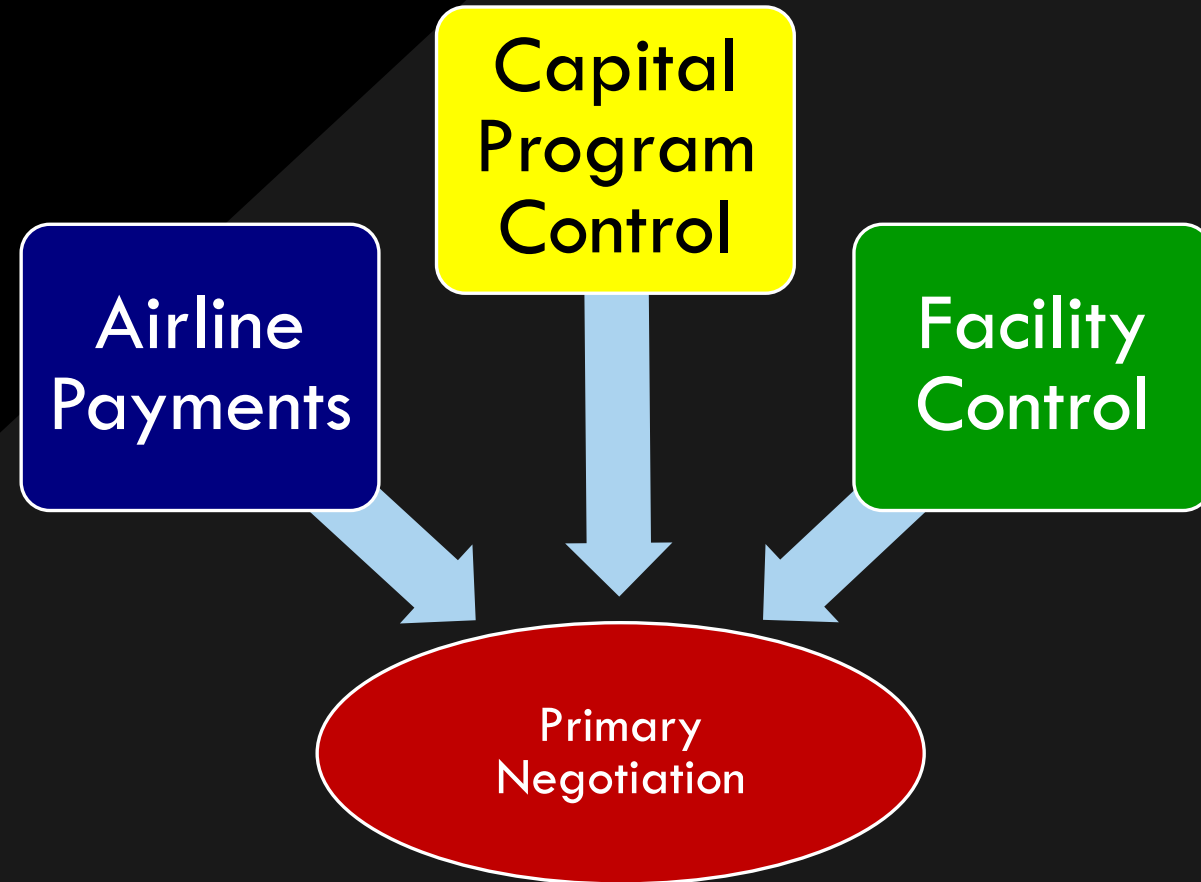 Capital
Program
Control
Airline
Payments
Facility
Control
Primary
Negotiation